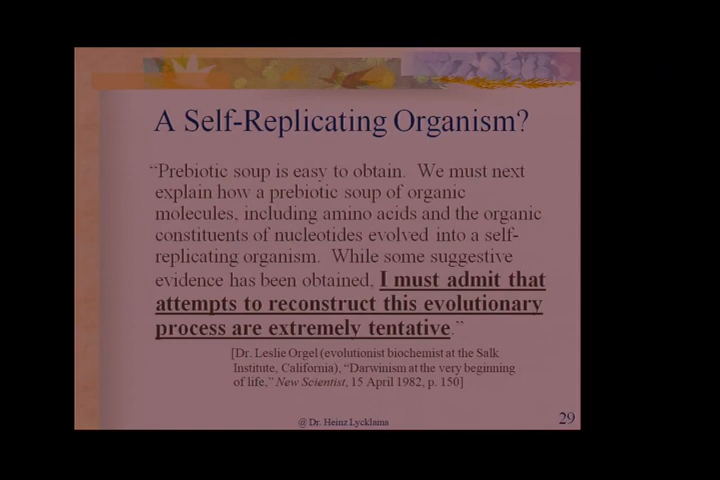 A Self-Replicating Organism?
“Prebiotic soup is easy to obtain. We must next
explain how a prebiotic soup of organic
molecules, including amino acids and the organic
constituents of nucleotides evolved into a self-
replicating organism. While some suggestive
evidence has been obtained, I must admit that
attempts to reconstruct this evolutionary
process are extremely tentative.”
[Dr. Leslie Orgel (evolutionist biochemist at the Salk
Institute, California), “Darwinism at the very beginning
of life,” New Scientist, 15 April 1982, p. 150]
@ Dr. Heinz Lycklama
29